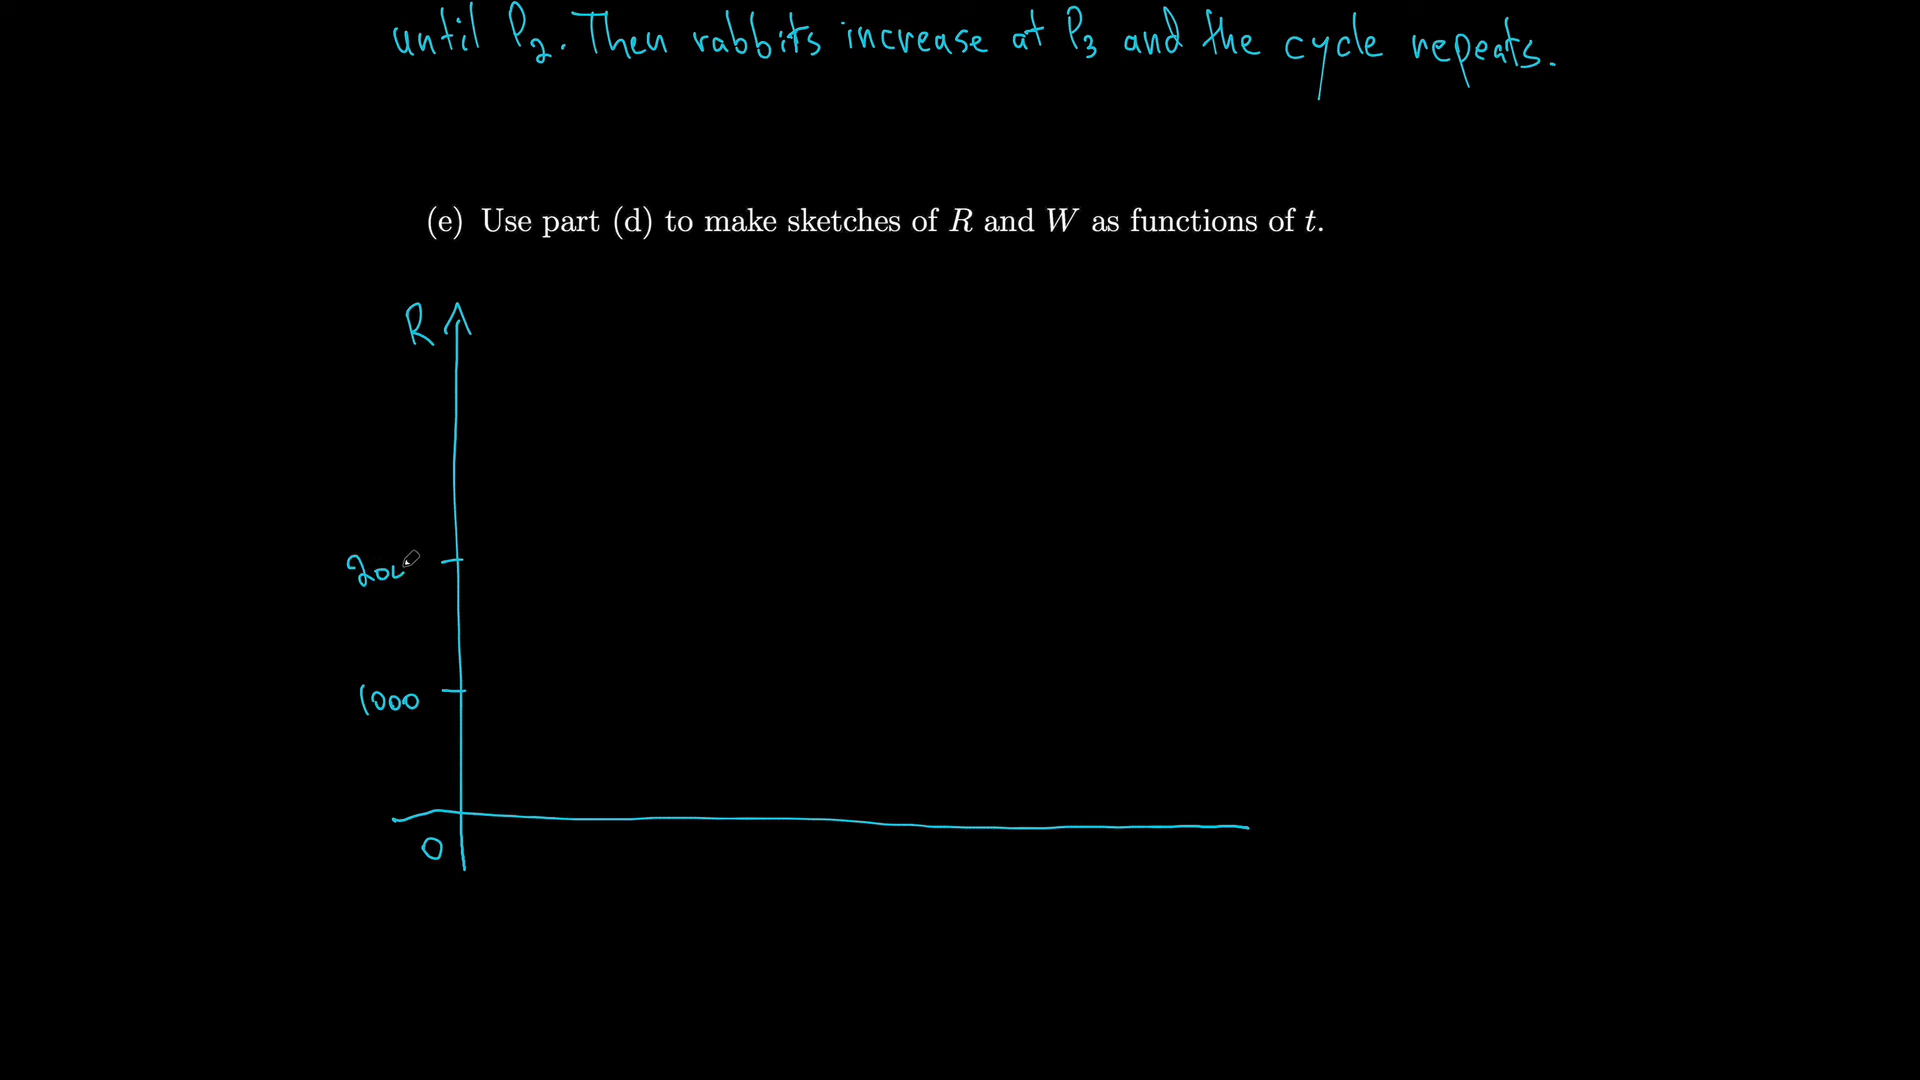 until P₂. Then rabbits increase at P₃ and the cycle repeats.
(e) Use part (d) to make sketches of R and W as functions of t.
R
1000
0